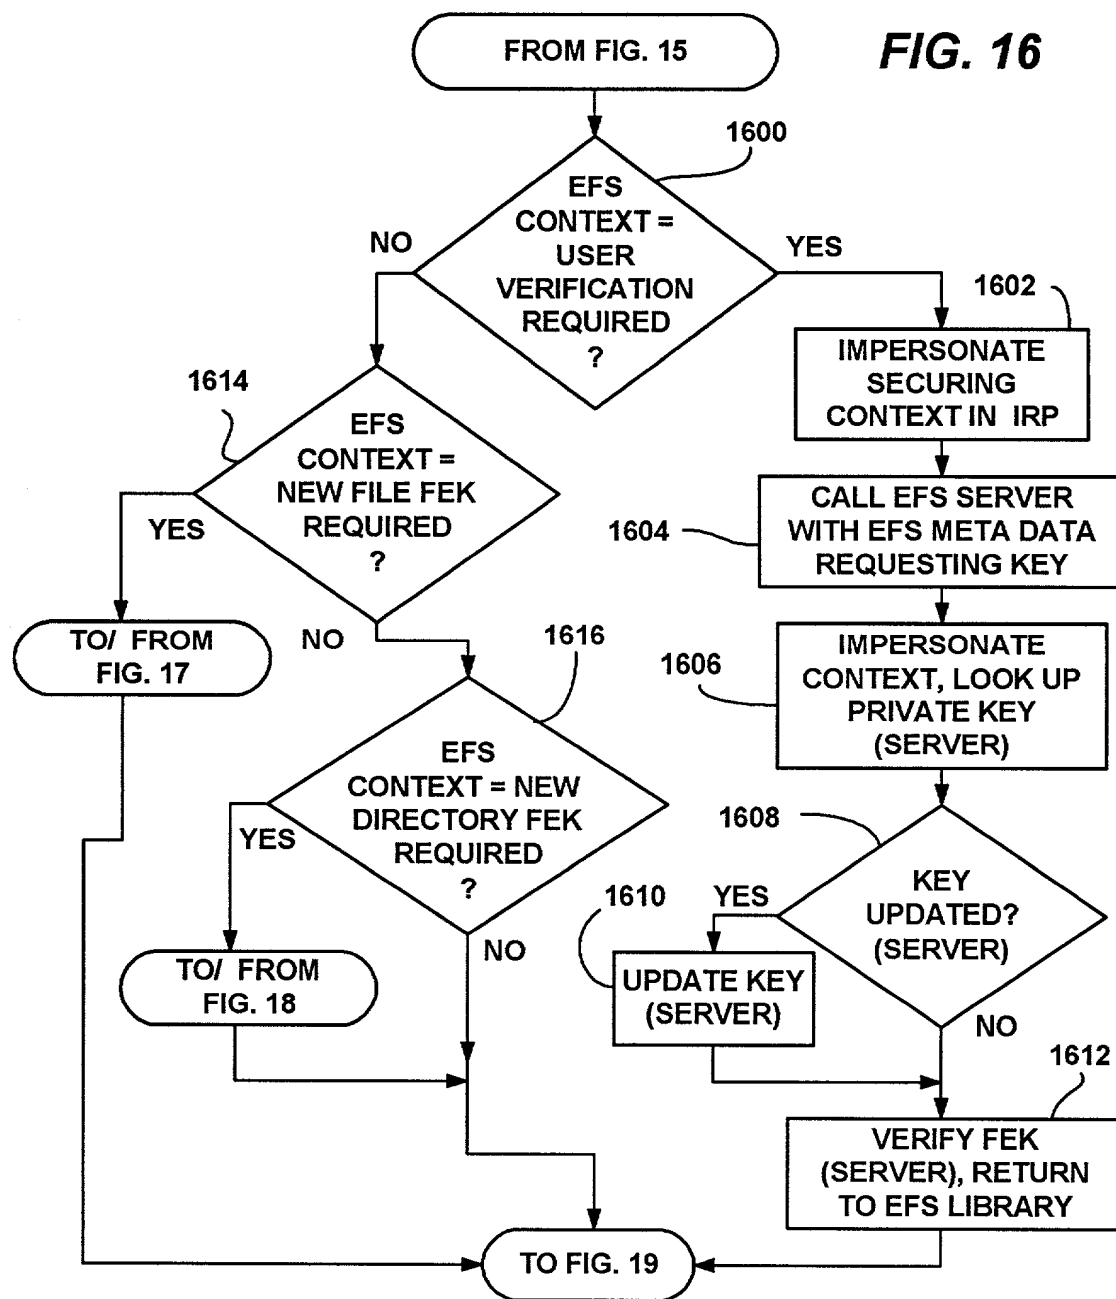 FROM FIG. 15
FIG. 16
1600
EFS
CONTEXT =
USER
VERIFICATION
REQUIRED
?
NO
YES
1602
IMPERSONATE
SECURING
CONTEXT IN IRP
1614
EFS
CONTEXT =
NEW FILE FEK
REQUIRED
?
YES
NO
1604
CALL EFS SERVER
WITH EFS META DATA
REQUESTING KEY
TO/ FROM
FIG. 17
1616
1606
IMPERSONATE
CONTEXT, LOOK UP
PRIVATE KEY
(SERVER)
EFS
CONTEXT = NEW
DIRECTORY FEK
REQUIRED
?
YES
NO
1608
KEY
UPDATED?
(SERVER)
YES
NO
1610
UPDATE KEY
(SERVER)
TO/ FROM
FIG. 18
1612
VERIFY FEK
(SERVER), RETURN
TO EFS LIBRARY
TO FIG. 19